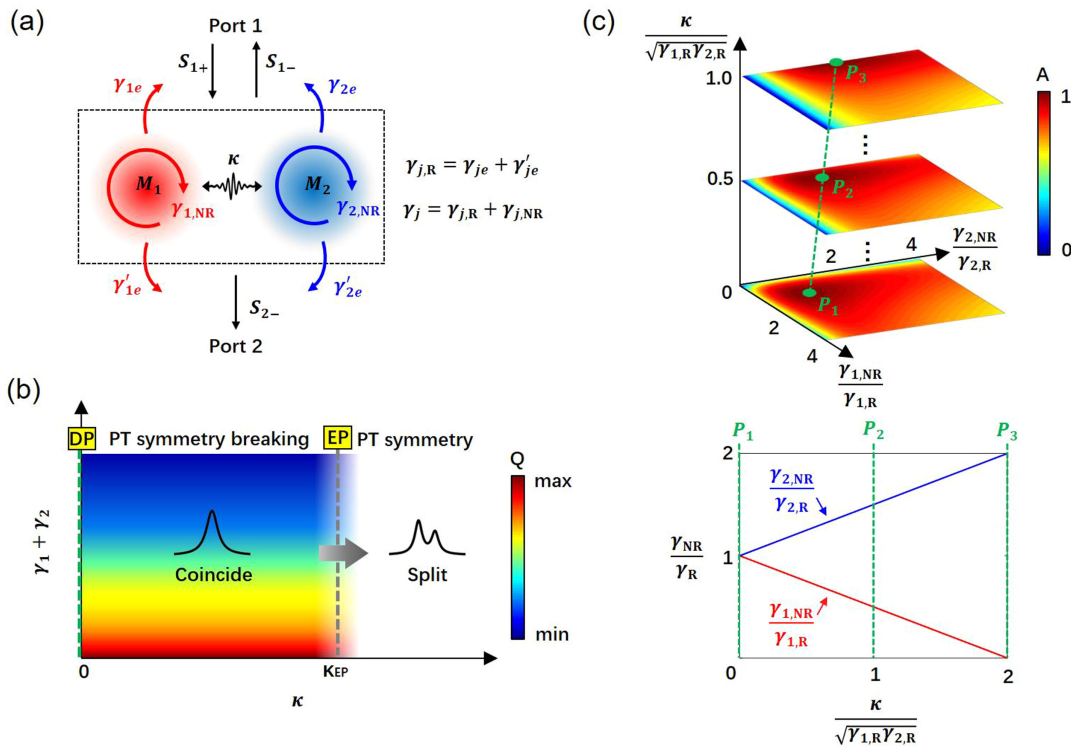 (a)
Port 1
S1+
S1−
γ1e
γ2e
M1
κ
M2
γ1,NR
γ2,NR
γj,R = γje + γ′je
γj = γj,R + γj,NR
γ′1e
γ′2e
S2−
Port 2
(b)
DP
PT symmetry breaking
EP
PT symmetry
γ1 + γ2
Coincide
Split
Q
max
min
0
κEP
κ
(c)
κ
√γ1,Rγ2,R
1.0
P3
0.5
P2
0
P1
2
4
γ2,NR
γ2,R
2
4
γ1,NR
γ1,R
A
1
0
P1
P2
P3
2
γ2,NR
γ2,R
γNR
γR
1
γ1,NR
γ1,R
0
1
2
κ
√γ1,Rγ2,R